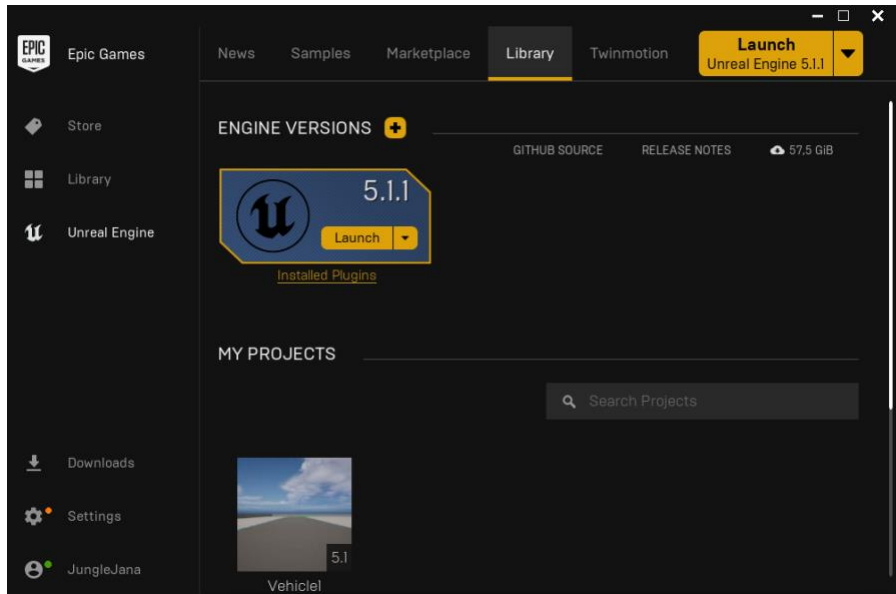 EPIC
GAMES
Epic Games
Store
Library
Unreal Engine
Downloads
Settings
JungleJana
News
Samples
Marketplace
Library
Twinmotion
Launch
Unreal Engine 5.1.1
ENGINE VERSIONS
GITHUB SOURCE
RELEASE NOTES
57,5 GiB
5.1.1
Launch
Installed Plugins
MY PROJECTS
Search Projects
5.1
Vehicle1